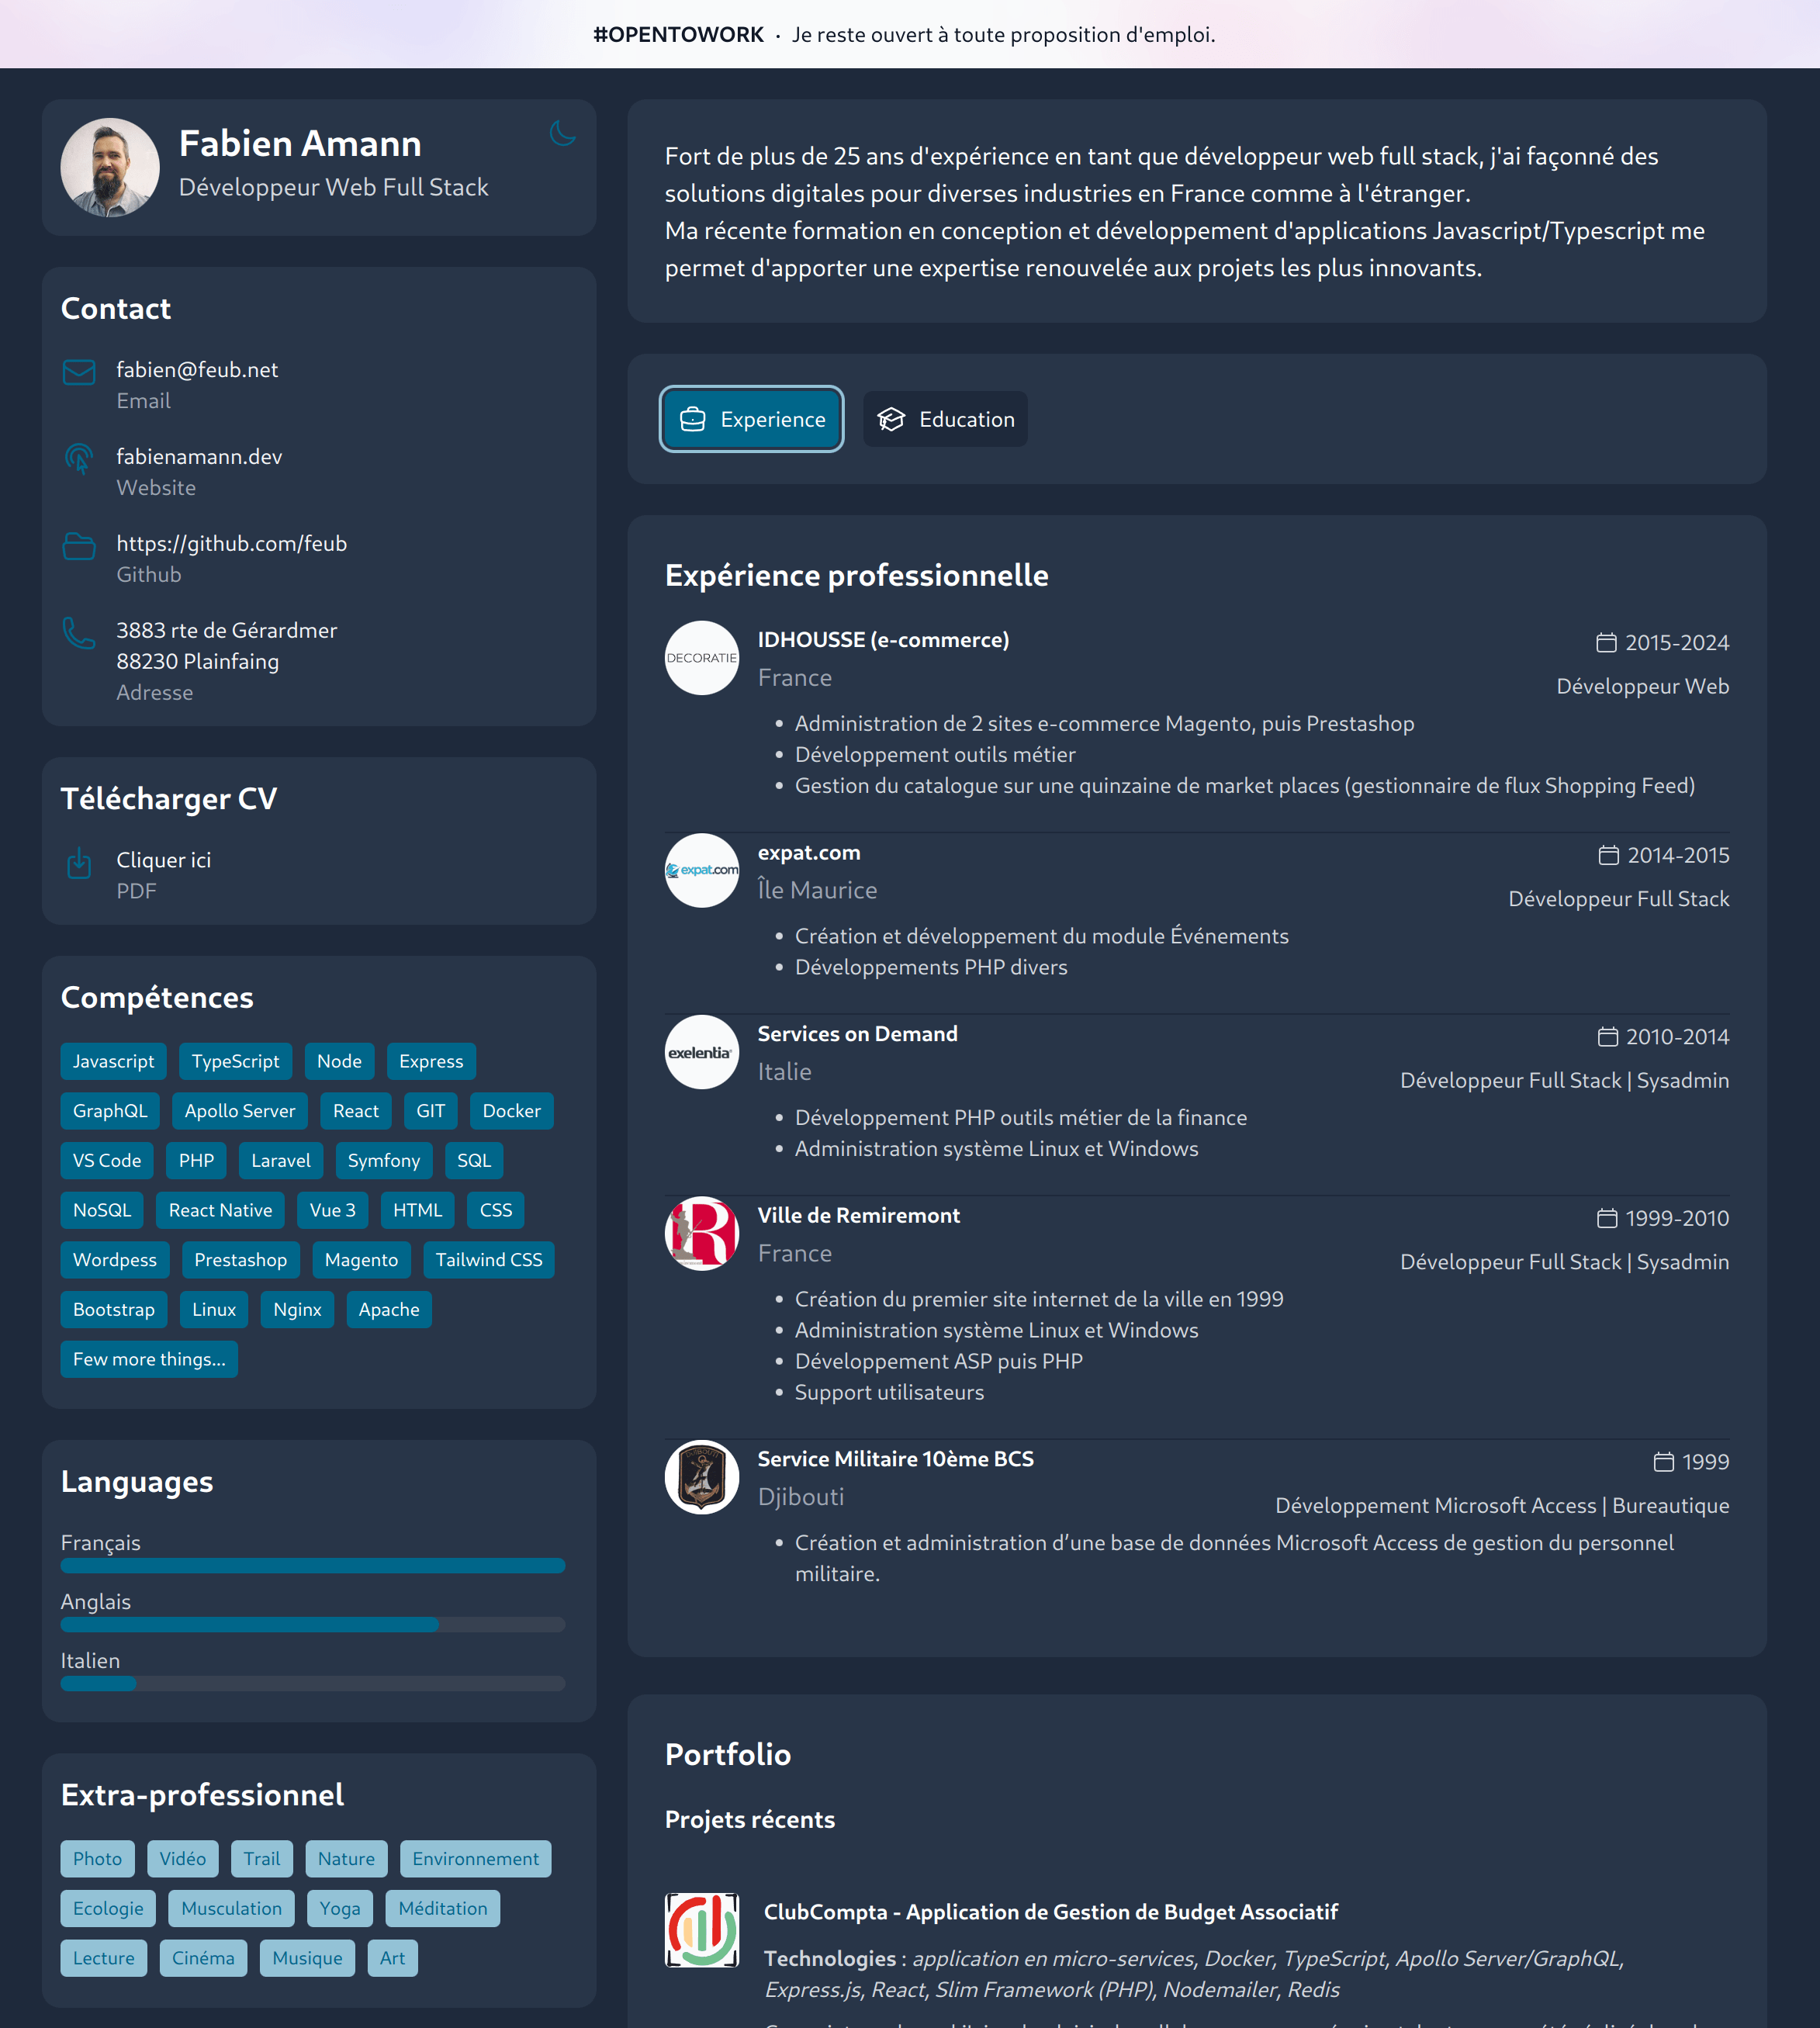 #OPENTOWORK · Je reste ouvert à toute proposition d'emploi.
Fabien Amann
Développeur Web Full Stack
Contact
fabien@feub.net
Email
fabienamann.dev
Website
https://github.com/feub
Github
3883 rte de Gérardmer
88230 Plainfaing
Adresse
Télécharger CV
Cliquer ici
PDF
Compétences
Javascript TypeScript Node Express
GraphQL Apollo Server React GIT Docker
VS Code PHP Laravel Symfony SQL
NoSQL React Native Vue 3 HTML CSS
Wordpess Prestashop Magento Tailwind CSS
Bootstrap Linux Nginx Apache
Few more things...
Languages
Français
Anglais
Italien
Extra-professionnel
Photo Vidéo Trail Nature Environnement
Ecologie Musculation Yoga Méditation
Lecture Cinéma Musique Art
Fort de plus de 25 ans d'expérience en tant que développeur web full stack, j'ai façonné des
solutions digitales pour diverses industries en France comme à l'étranger.
Ma récente formation en conception et développement d'applications Javascript/Typescript me
permet d'apporter une expertise renouvelée aux projets les plus innovants.
Experience Education
Expérience professionnelle
DECORATIE
IDHOUSSE (e-commerce) 2015-2024
France
Développeur Web
• Administration de 2 sites e-commerce Magento, puis Prestashop
• Développement outils métier
• Gestion du catalogue sur une quinzaine de market places (gestionnaire de flux Shopping Feed)
expat.com
expat.com 2014-2015
Île Maurice
Développeur Full Stack
• Création et développement du module Événements
• Développements PHP divers
exelentia
Services on Demand 2010-2014
Italie
Développeur Full Stack | Sysadmin
• Développement PHP outils métier de la finance
• Administration système Linux et Windows
R
Ville de Remiremont 1999-2010
France
Développeur Full Stack | Sysadmin
• Création du premier site internet de la ville en 1999
• Administration système Linux et Windows
• Développement ASP puis PHP
• Support utilisateurs
Service Militaire 10ème BCS 1999
Djibouti
Développement Microsoft Access | Bureautique
• Création et administration d’une base de données Microsoft Access de gestion du personnel
militaire.
Portfolio
Projets récents
ClubCompta - Application de Gestion de Budget Associatif
Technologies : application en micro-services, Docker, TypeScript, Apollo Server/GraphQL,
Express.js, React, Slim Framework (PHP), Nodemailer, Redis